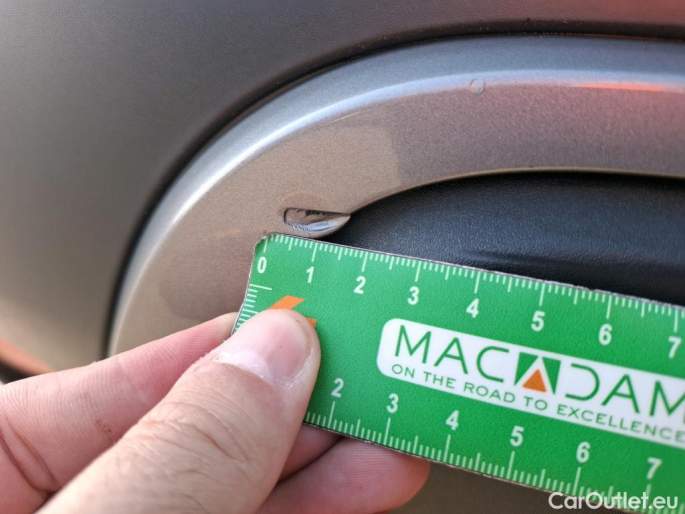 0 1 2 3 4 5 6 7
MACADAM
ON THE ROAD TO EXCELLENCE
2 3 4 5 6 7
CarOutlet.eu